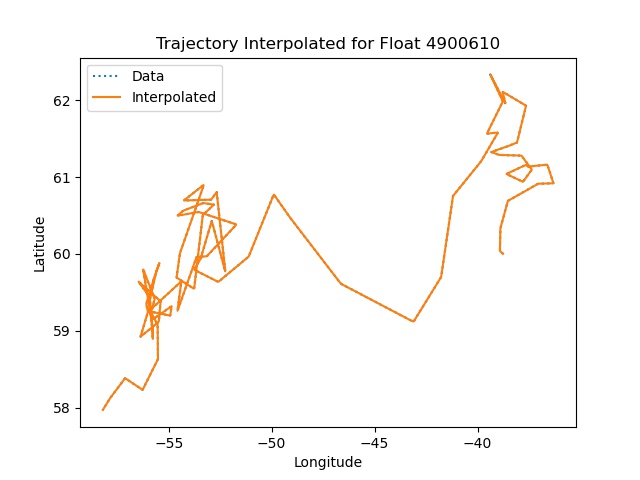 Trajectory Interpolated for Float 4900610
Data
Interpolated
62
61
60
59
58
Latitude
−55
−50
−45
−40
Longitude